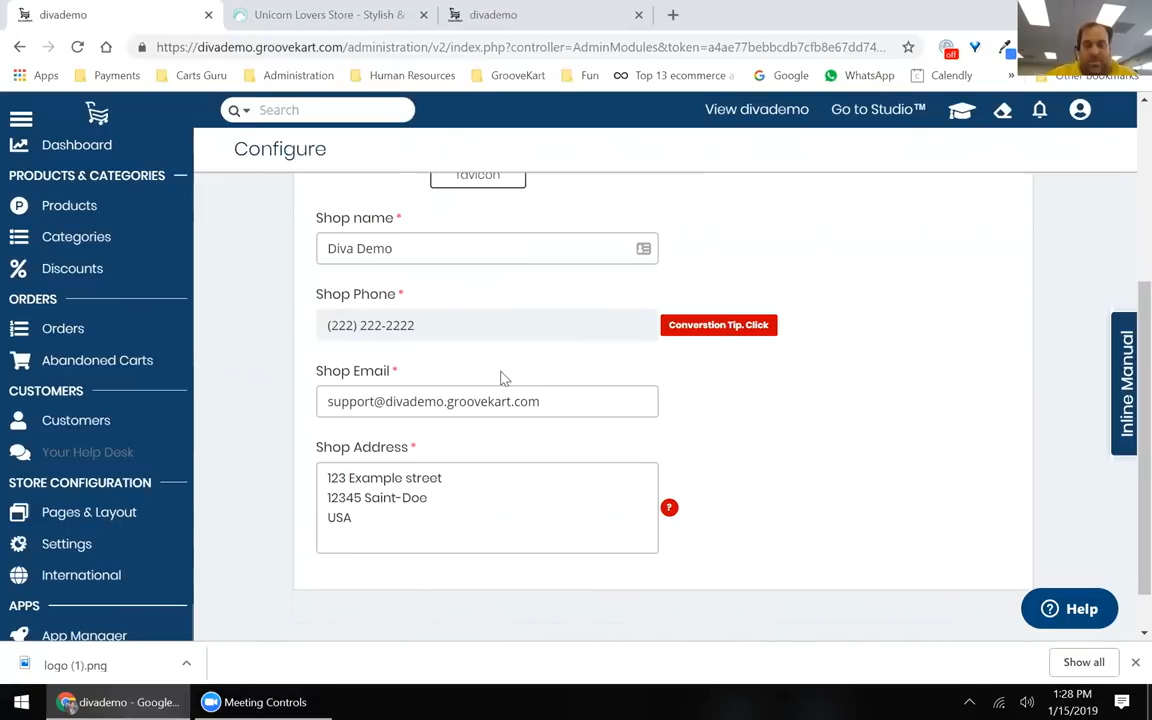 divademo
Unicorn Lovers Store - Stylish &
divademo
https://divademo.groovekart.com/administration/v2/index.php?controller=AdminModules&token=a4ae77bebbcdb7cfb8e67dd74...
off
Apps
Payments
Carts Guru
Administration
Human Resources
GrooveKart
Fun
Top 13 ecommerce a
Google
WhatsApp
Calendly
»
Other bookmarks
Search
View divademo
Go to Studio™
Dashboard
Configure
PRODUCTS & CATEGORIES
Products
Categories
Discounts
ORDERS
Orders
Abandoned Carts
CUSTOMERS
Customers
Your Help Desk
STORE CONFIGURATION
Pages & Layout
Settings
International
APPS
App Manager
favicon
Shop name *
Diva Demo
Shop Phone *
(222) 222-2222
Converstion Tip. Click
Shop Email *
support@divademo.groovekart.com
Shop Address *
123 Example street
12345 Saint-Doe
USA
?
Inline Manual
Help
logo (1).png
Show all
divademo - Google...
Meeting Controls
1:28 PM
1/15/2019